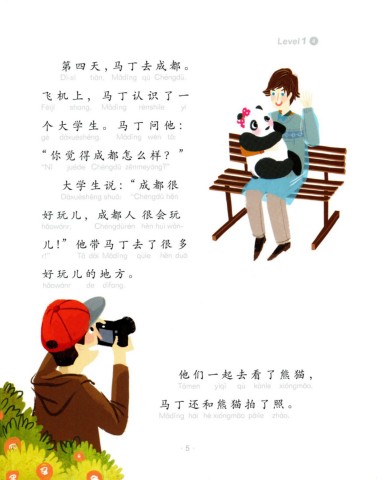 Level 1 4
第四天，马丁去成都。
Dì-sì tiān, Mǎdīng qù Chéngdū.
飞机上，马丁认识了一
Fēijī shang, Mǎdīng rènshile yí
个大学生。马丁问他：
gè dàxuéshēng. Mǎdīng wèn tā:
“你觉得成都怎么样？”
“Nǐ juéde Chéngdū zěnmeyàng?”
大学生说：“成都很
Dàxuéshēng shuō: “Chéngdū hěn
好玩儿，成都人很会玩
hǎowánr, Chéngdūrén hěn huì wán-
儿！”他带马丁去了很多
r!” Tā dài Mǎdīng qùle hěn duō
好玩儿的地方。
hǎowánr de dìfang.
他们一起去看了熊猫，
Tāmen yìqǐ qù kànle xióngmāo,
马丁还和熊猫拍了照。
Mǎdīng hái hé xióngmāo pāile zhào.
5